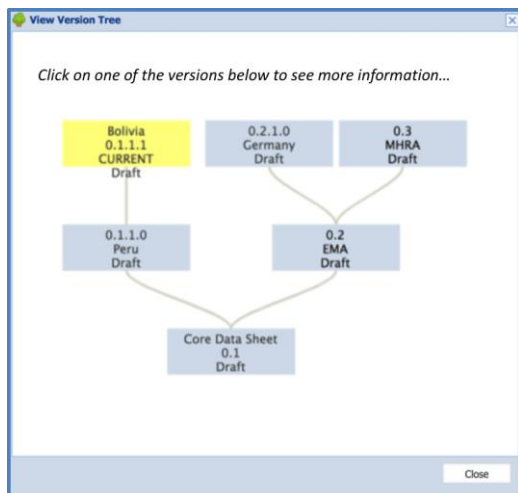 View Version Tree
Click on one of the versions below to see more information...
Bolivia
0.1.1.1
CURRENT
Draft
0.2.1.0
Germany
Draft
0.3
MHRA
Draft
0.1.1.0
Peru
Draft
0.2
EMA
Draft
Core Data Sheet
0.1
Draft
Close